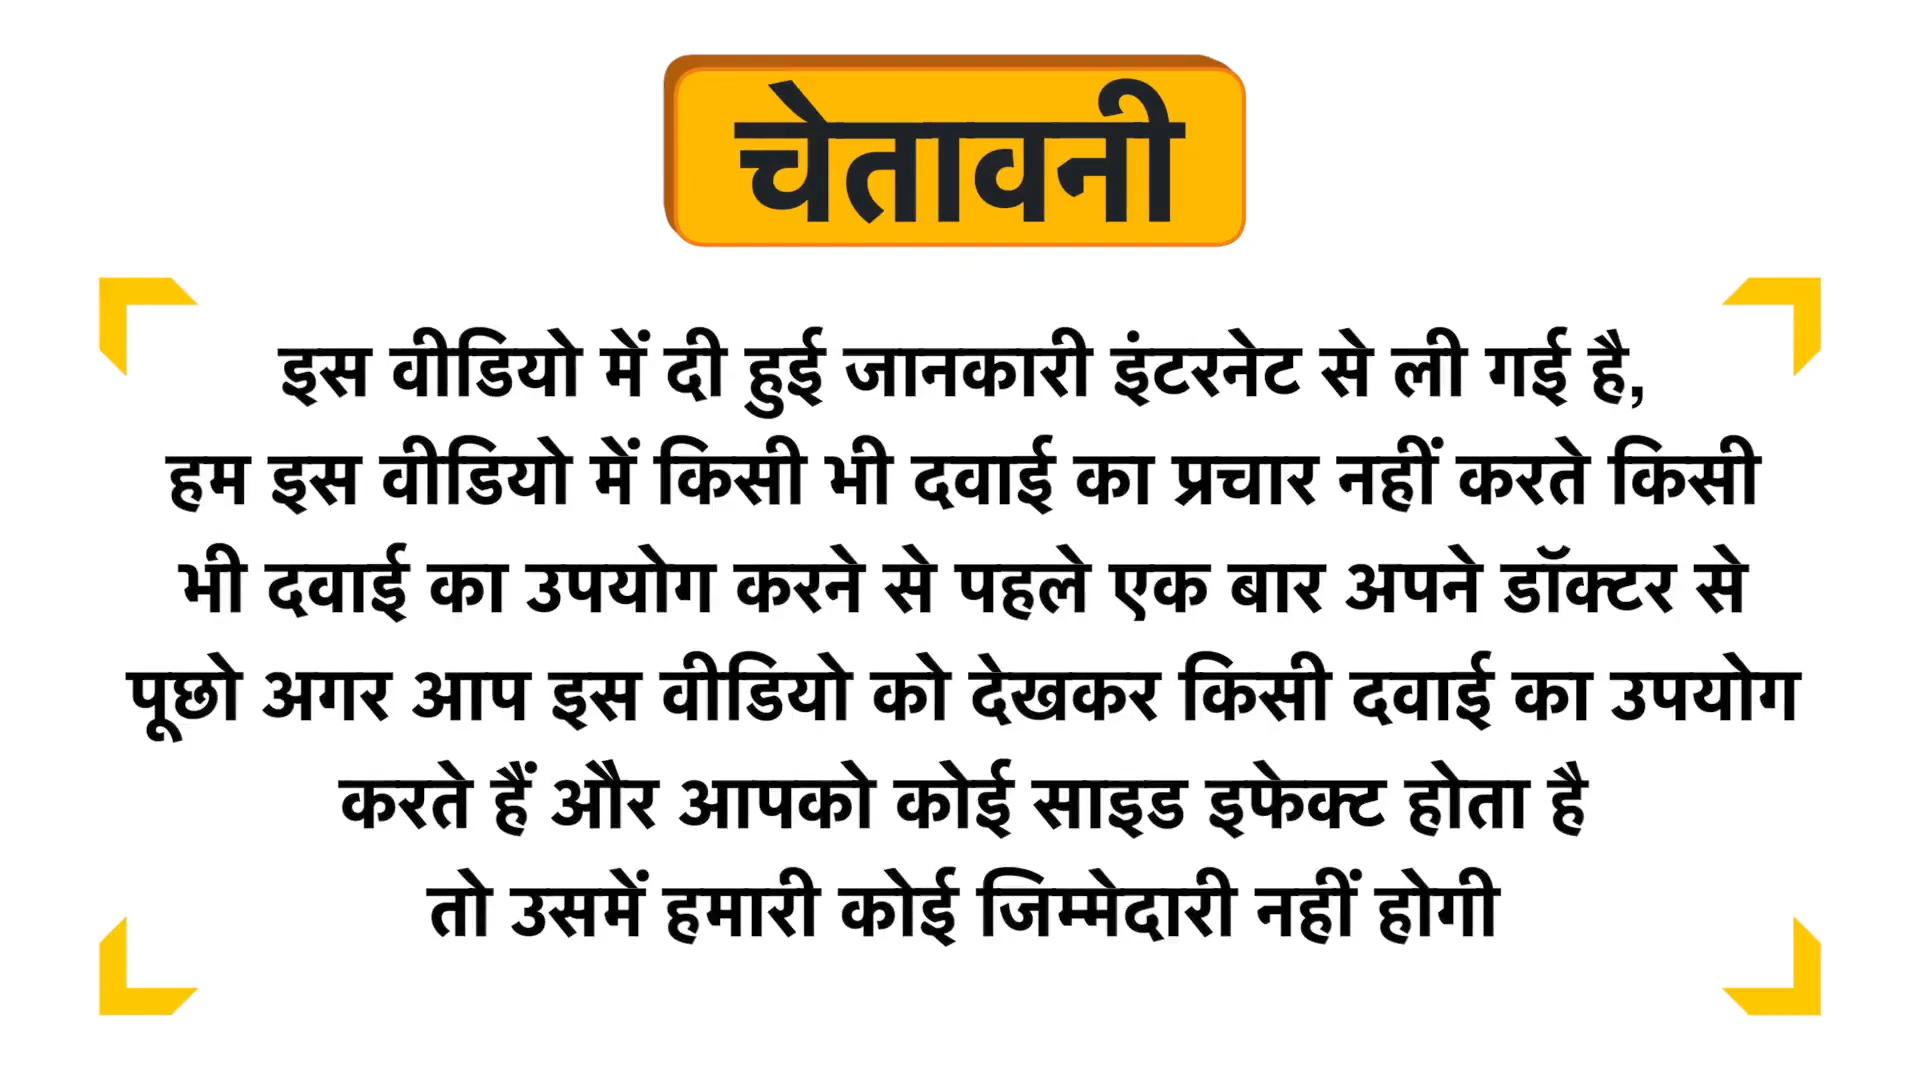 चेतावनी
इस वीडियो में दी हुई जानकारी इंटरनेट से ली गई है,
हम इस वीडियो में किसी भी दवाई का प्रचार नहीं करते किसी
भी दवाई का उपयोग करने से पहले एक बार अपने डॉक्टर से
पूछो अगर आप इस वीडियो को देखकर किसी दवाई का उपयोग
करते हैं और आपको कोई साइड इफेक्ट होता है
तो उसमें हमारी कोई जिम्मेदारी नहीं होगी